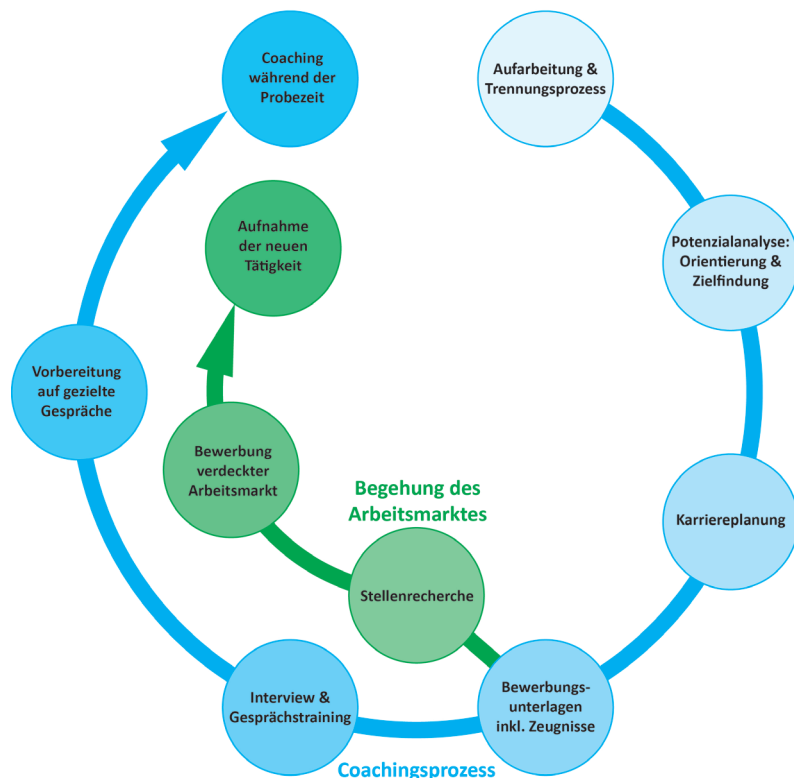 Coaching
während der
Probezeit
Aufarbeitung &
Trennungsprozess
Aufnahme
der neuen
Tätigkeit
Potenzialanalyse:
Orientierung &
Zielfindung
Vorbereitung
auf gezielte
Gespräche
Bewerbung
verdeckter
Arbeitsmarkt
Begehung des
Arbeitsmarktes
Karriereplanung
Stellenrecherche
Interview &
Gesprächstraining
Bewerbungs-
unterlagen
inkl. Zeugnisse
Coachingsprozess